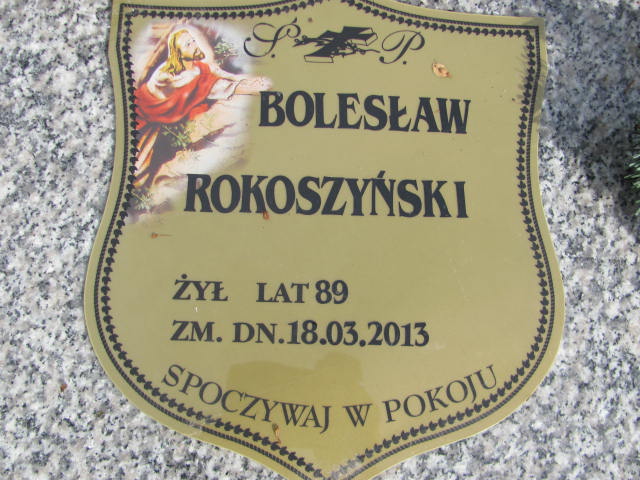 Ś. P.
BOLESŁAW
ROKOSZYŃSKI
ŻYŁ LAT 89
ZM. DN. 18.03.2013
SPOCZYWAJ W POKOJU